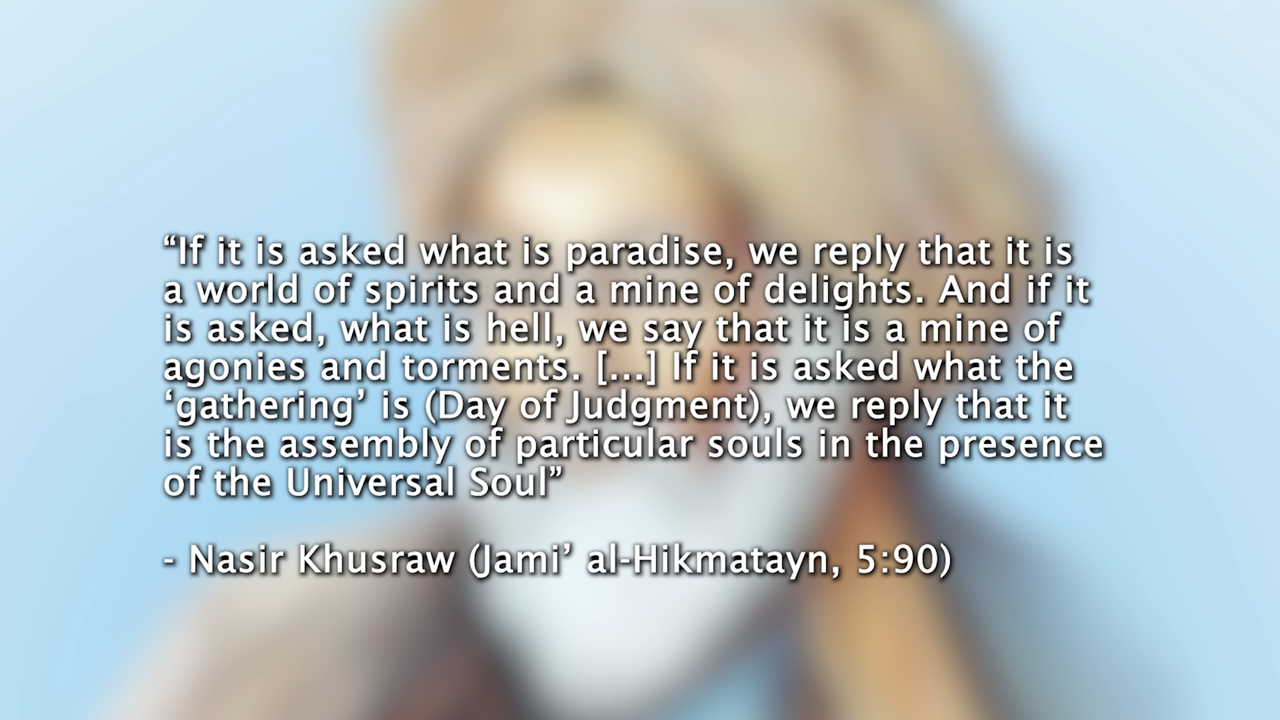 “If it is asked what is paradise, we reply that it is
a world of spirits and a mine of delights. And if it
is asked, what is hell, we say that it is a mine of
agonies and torments. [...] If it is asked what the
‘gathering’ is (Day of Judgment), we reply that it
is the assembly of particular souls in the presence
of the Universal Soul”
- Nasir Khusraw (Jami’ al-Hikmatayn, 5:90)